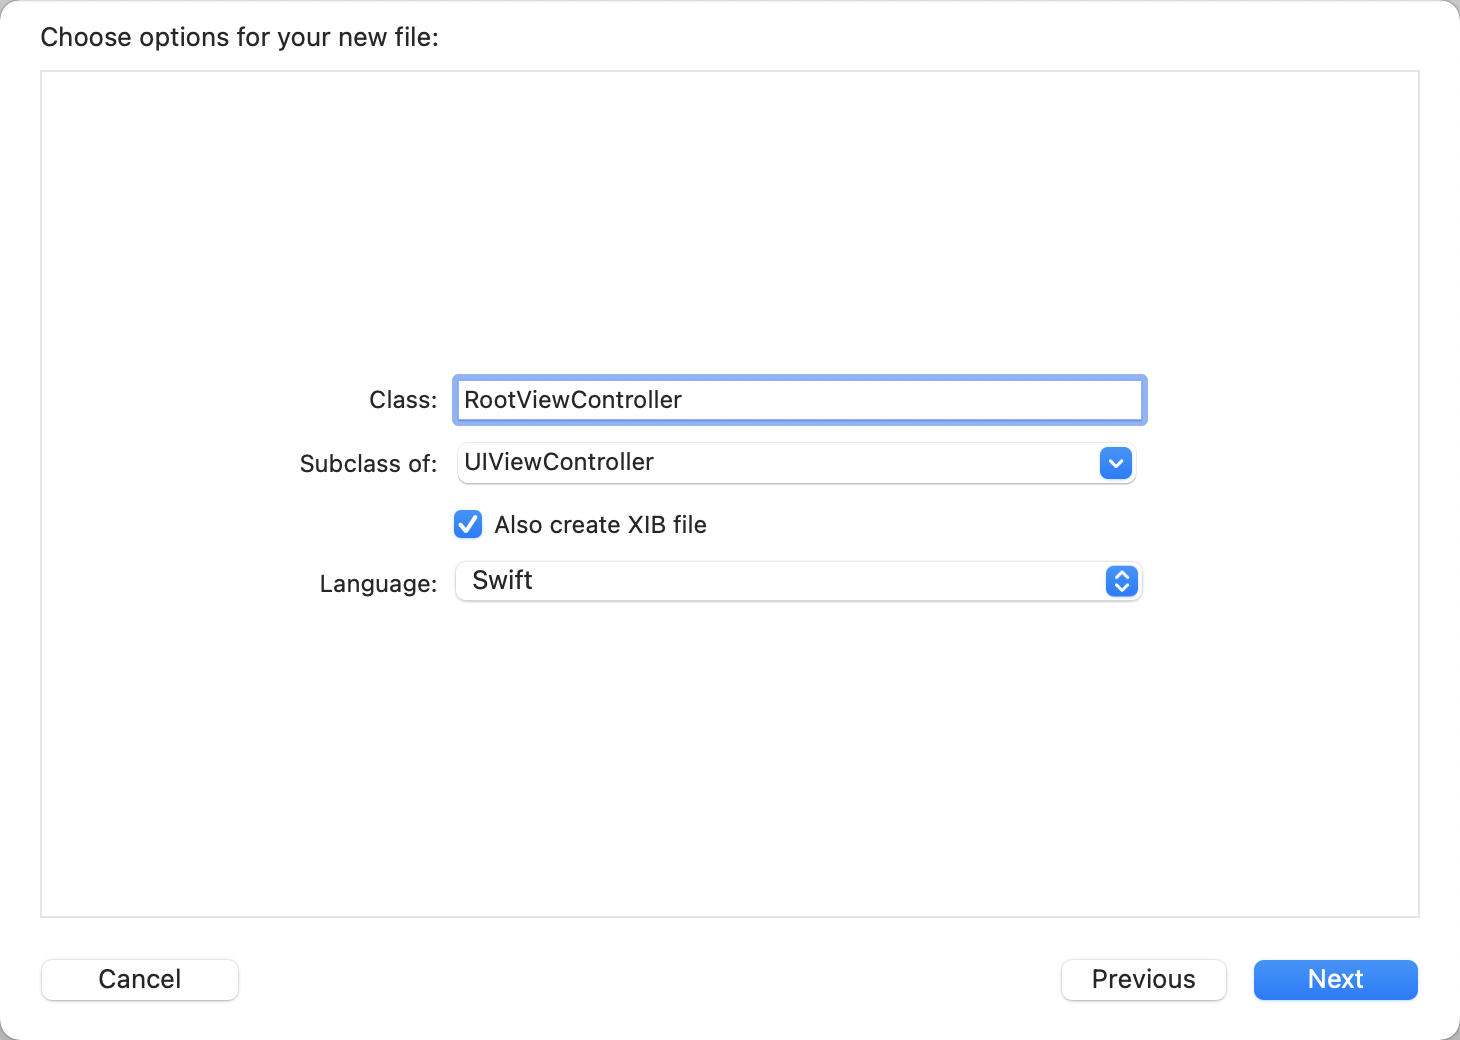 Choose options for your new file:
Class: RootViewController
Subclass of: UIViewController
Also create XIB file
Language: Swift
Cancel Previous Next